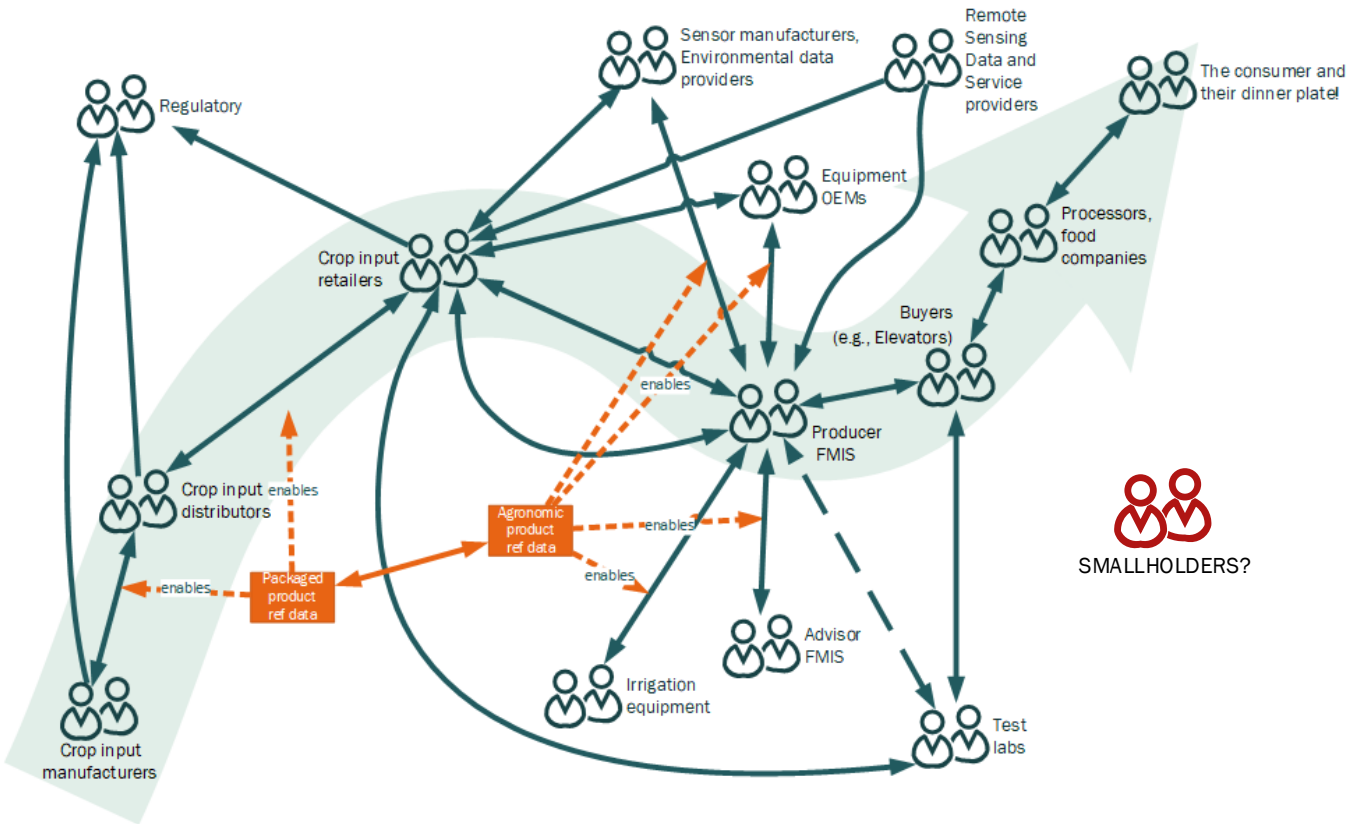 Sensor manufacturers,
Environmental data
providers
Remote
Sensing
Data and
Service
providers
The consumer and
their dinner plate!
Regulatory
Equipment
OEMs
Processors,
food
companies
Crop input
retailers
Buyers
(e.g., Elevators)
enables
Producer
FMIS
Crop input
distributors
enables
Agronomic
product
ref data
enables
enables
enables
Packaged
product
ref data
SMALLHOLDERS?
Advisor
FMIS
Irrigation
equipment
Test
labs
Crop input
manufacturers